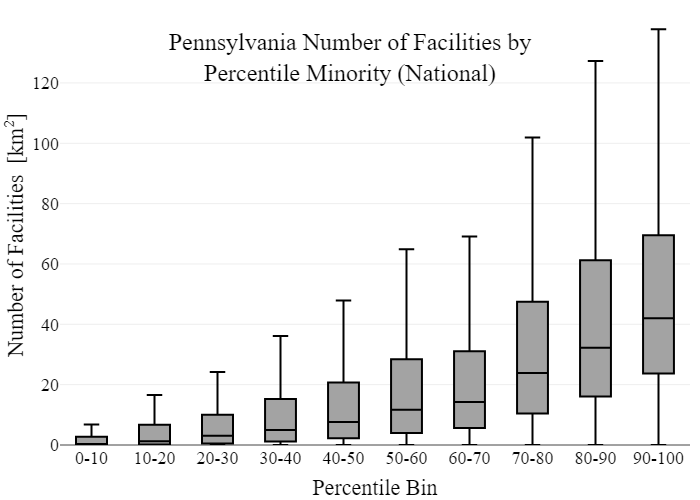 Pennsylvania Number of Facilities by
Percentile Minority (National)
Number of Facilities [km²]
120
100
80
60
40
20
0
0-10 10-20 20-30 30-40 40-50 50-60 60-70 70-80 80-90 90-100
Percentile Bin